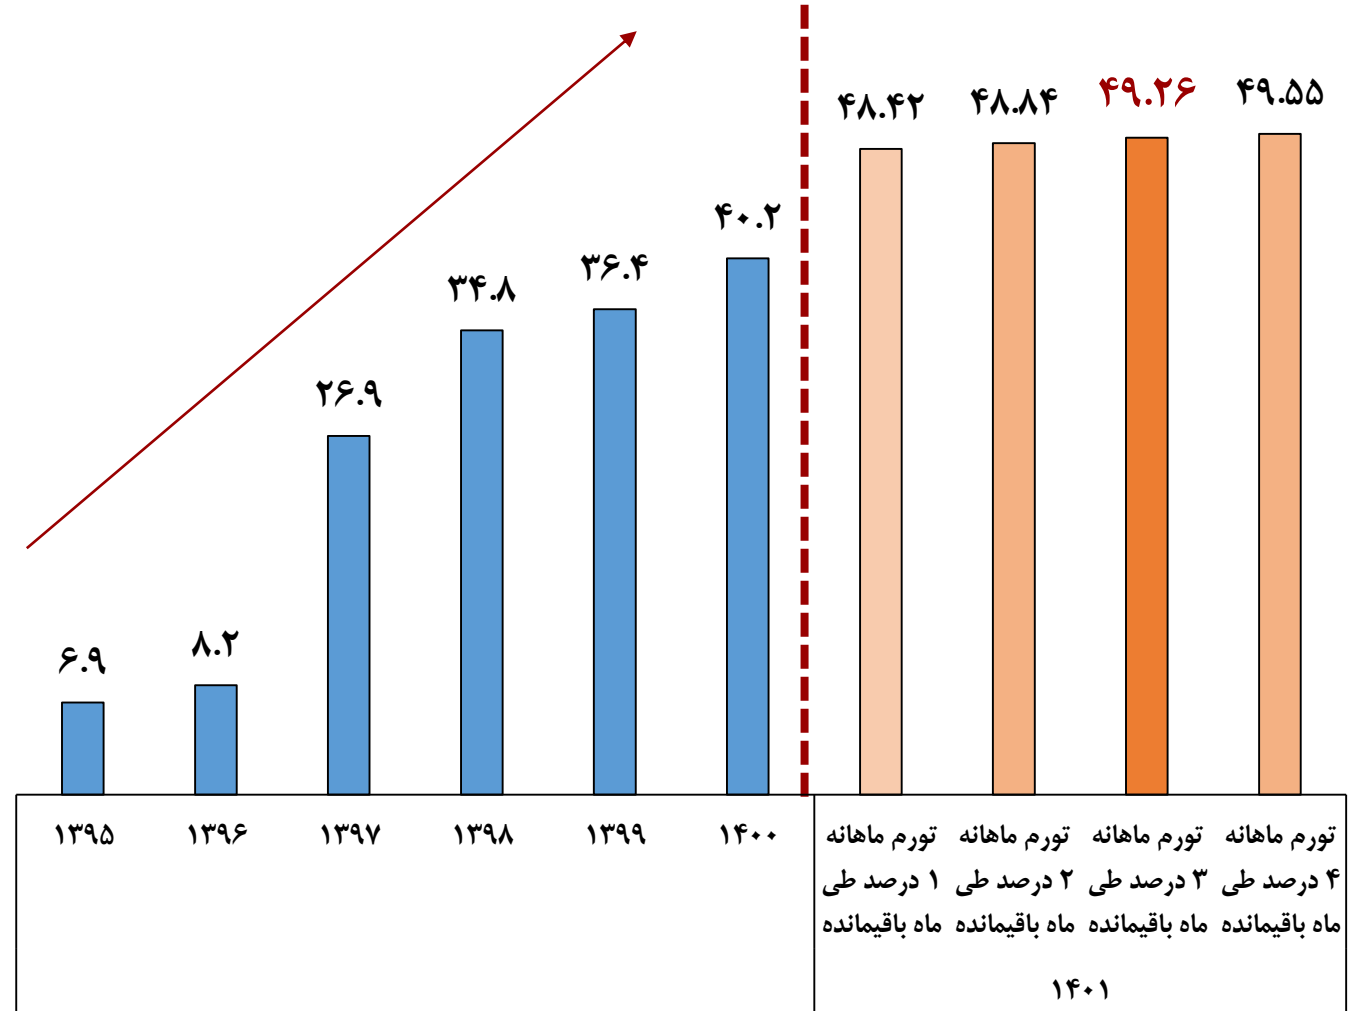 ۶.۹
۸.۲
۲۶.۹
۳۴.۸
۳۶.۴
۴۰.۲
۴۸.۴۲
۴۸.۸۴
۴۹.۲۶
۴۹.۵۵
۱۳۹۵
۱۳۹۶
۱۳۹۷
۱۳۹۸
۱۳۹۹
۱۴۰۰
تورم ماهانه
۱ درصد طی
ماه باقیمانده
تورم ماهانه
۲ درصد طی
ماه باقیمانده
تورم ماهانه
۳ درصد طی
ماه باقیمانده
تورم ماهانه
۴ درصد طی
ماه باقیمانده
۱۴۰۱